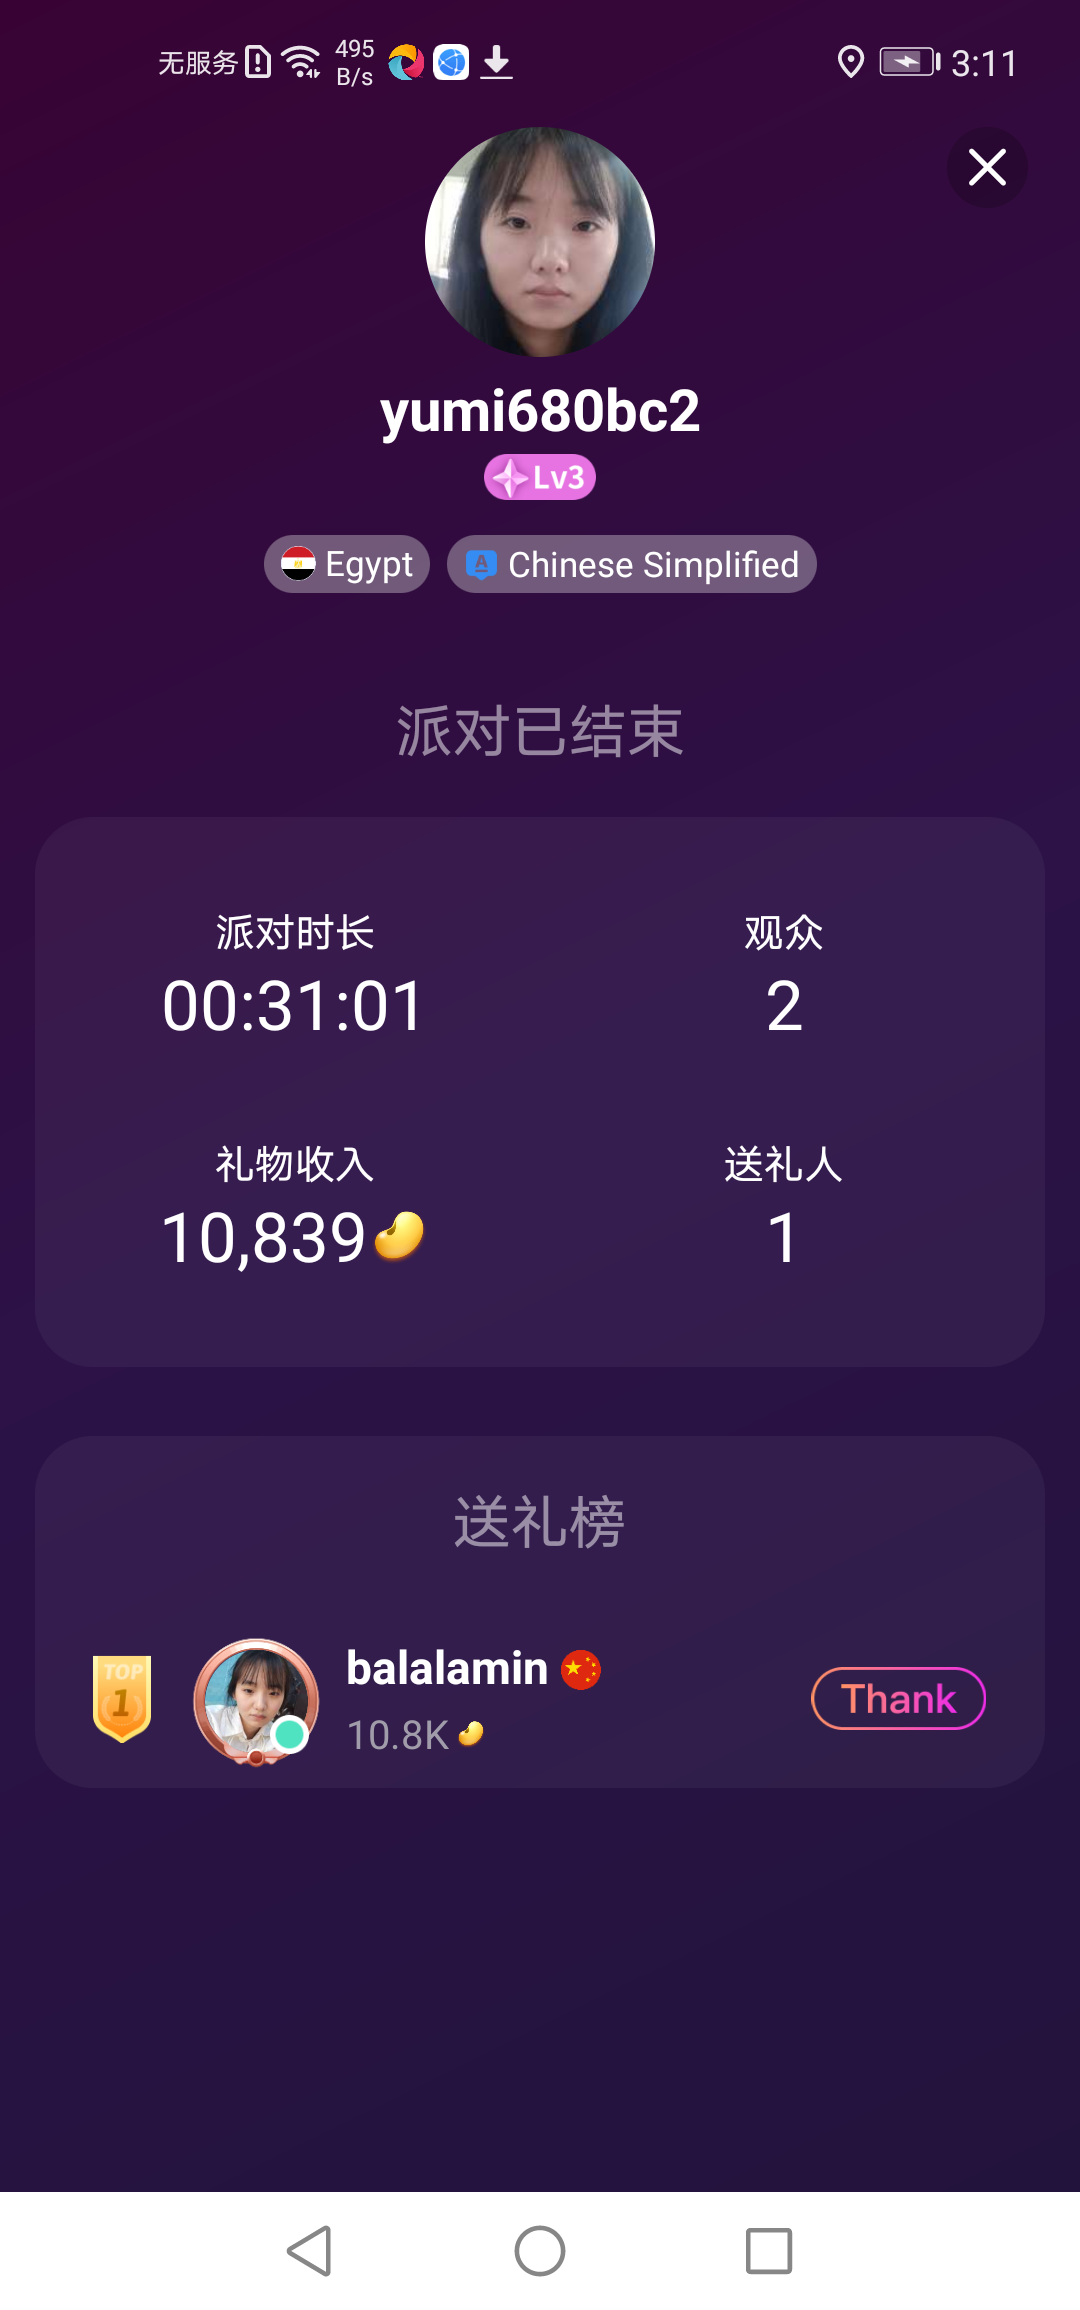 无服务 495 B/s 3:11
yumi680bc2
Lv3
Egypt A Chinese Simplified
派对已结束
派对时长 观众
00:31:01 2
礼物收入 送礼人
10,839 1
送礼榜
TOP 1
balalamin
10.8K
Thank